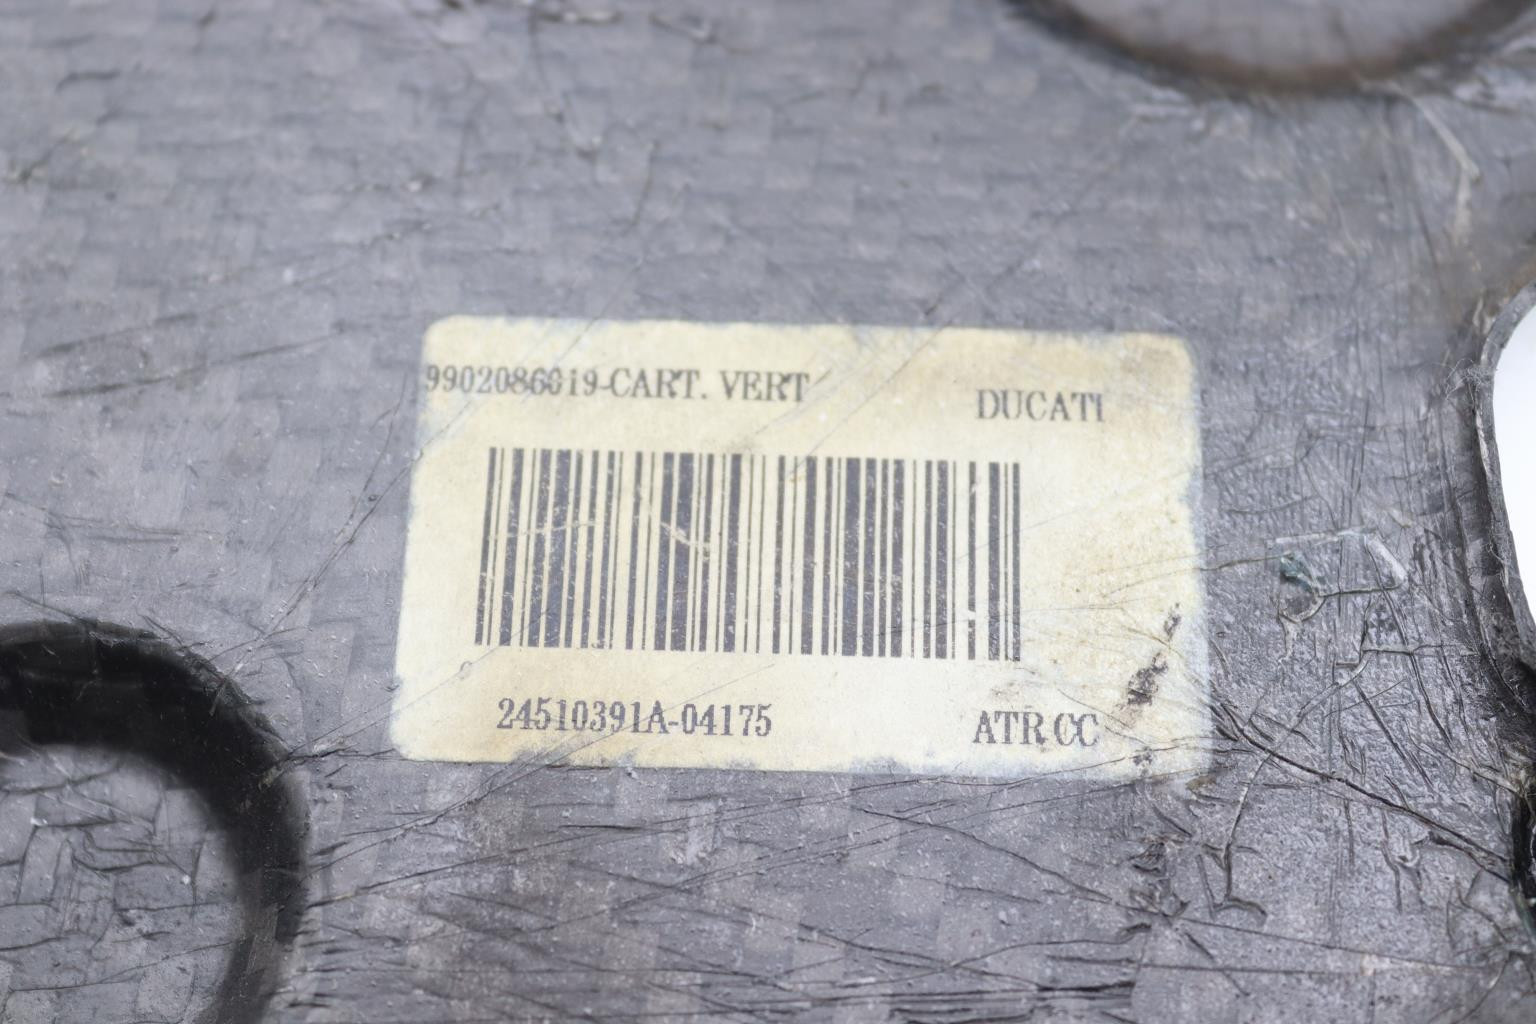 9902086019-CART. VERT
DUCATI
24510391A-04175
ATR CC